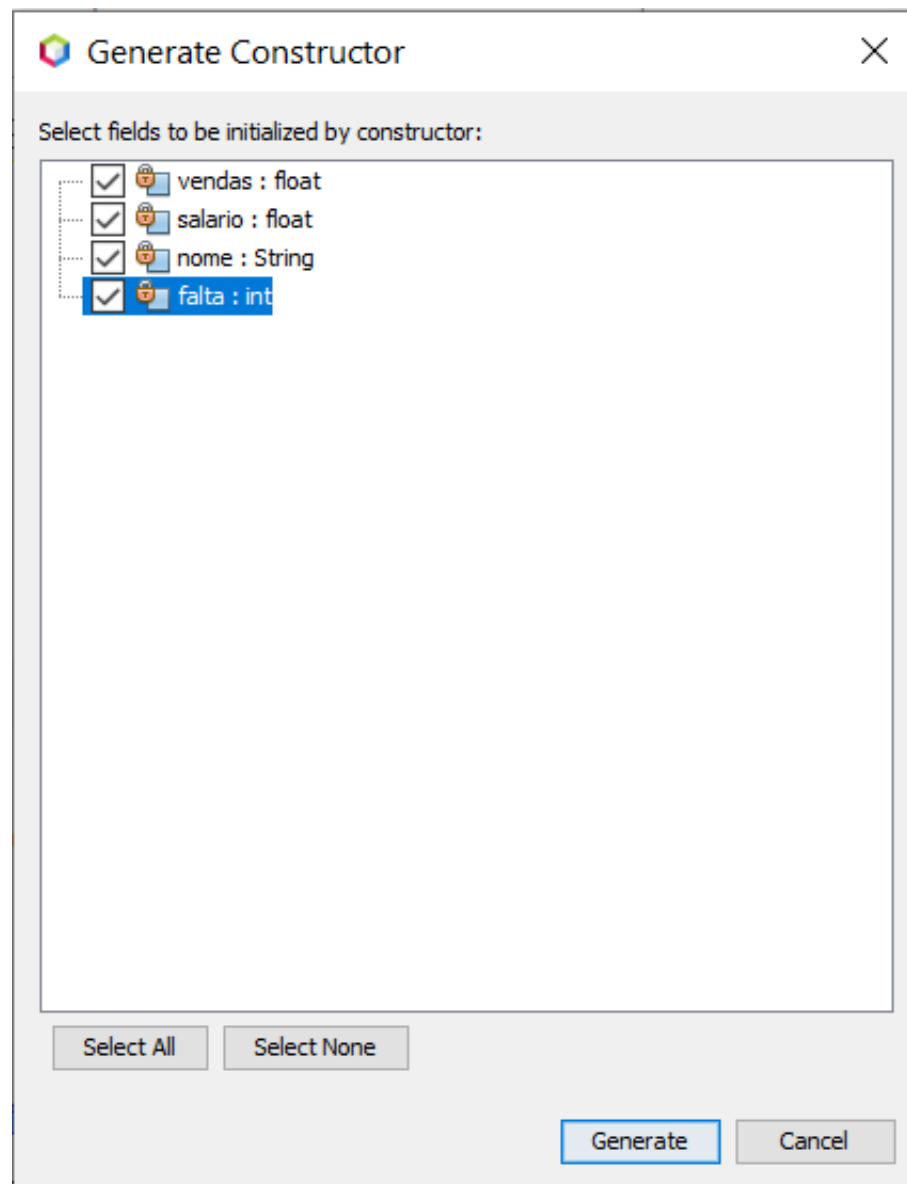 Generate Constructor
Select fields to be initialized by constructor:
vendas : float
salario : float
nome : String
falta : int
Select All Select None
Generate Cancel